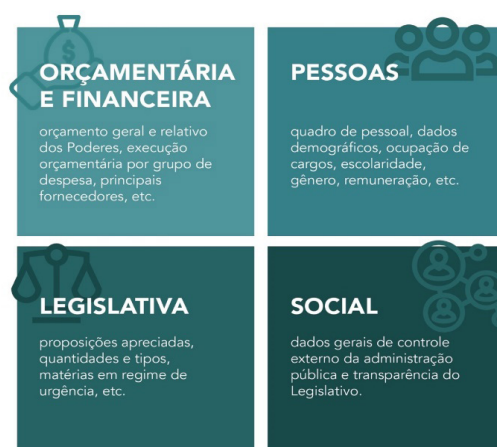 ORÇAMENTÁRIA
E FINANCEIRA
orçamento geral e relativo
dos Poderes, execução
orçamentária por grupo de
despesa, principais
fornecedores, etc.
PESSOAS
quadro de pessoal, dados
demográficos, ocupação de
cargos, escolaridade,
gênero, remuneração, etc.
LEGISLATIVA
proposições apreciadas,
quantidades e tipos,
matérias em regime de
urgência, etc.
SOCIAL
dados gerais de controle
externo da administração
pública e transparência do
Legislativo.